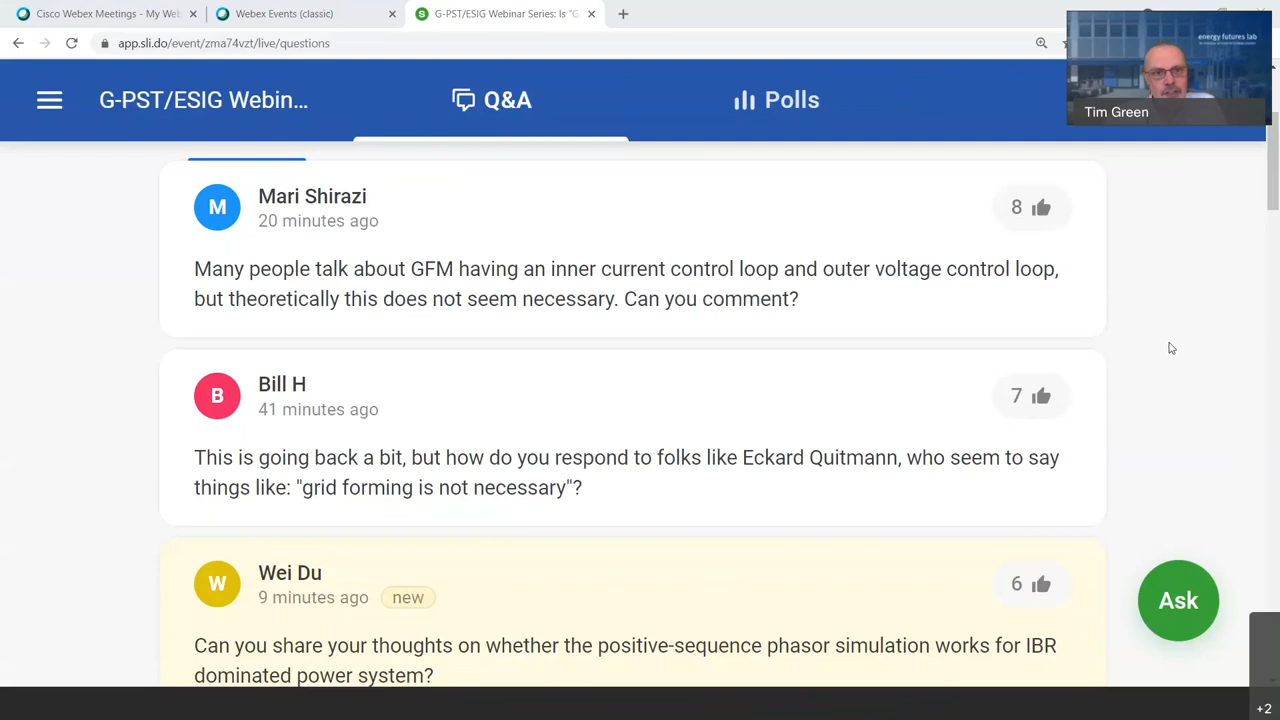 Cisco Webex Meetings - My Web
Webex Events (classic)
S
G-PST/ESIG Webinar Series: Is "G
app.sli.do/event/zma74vzt/live/questions
energy futures lab
Tim Green
G-PST/ESIG Webin...
Q&A
Polls
M
Mari Shirazi
20 minutes ago
8
Many people talk about GFM having an inner current control loop and outer voltage control loop,
but theoretically this does not seem necessary. Can you comment?
B
Bill H
41 minutes ago
7
This is going back a bit, but how do you respond to folks like Eckard Quitmann, who seem to say
things like: "grid forming is not necessary"?
W
Wei Du
9 minutes ago
new
6
Can you share your thoughts on whether the positive-sequence phasor simulation works for IBR
dominated power system?
Ask
+2